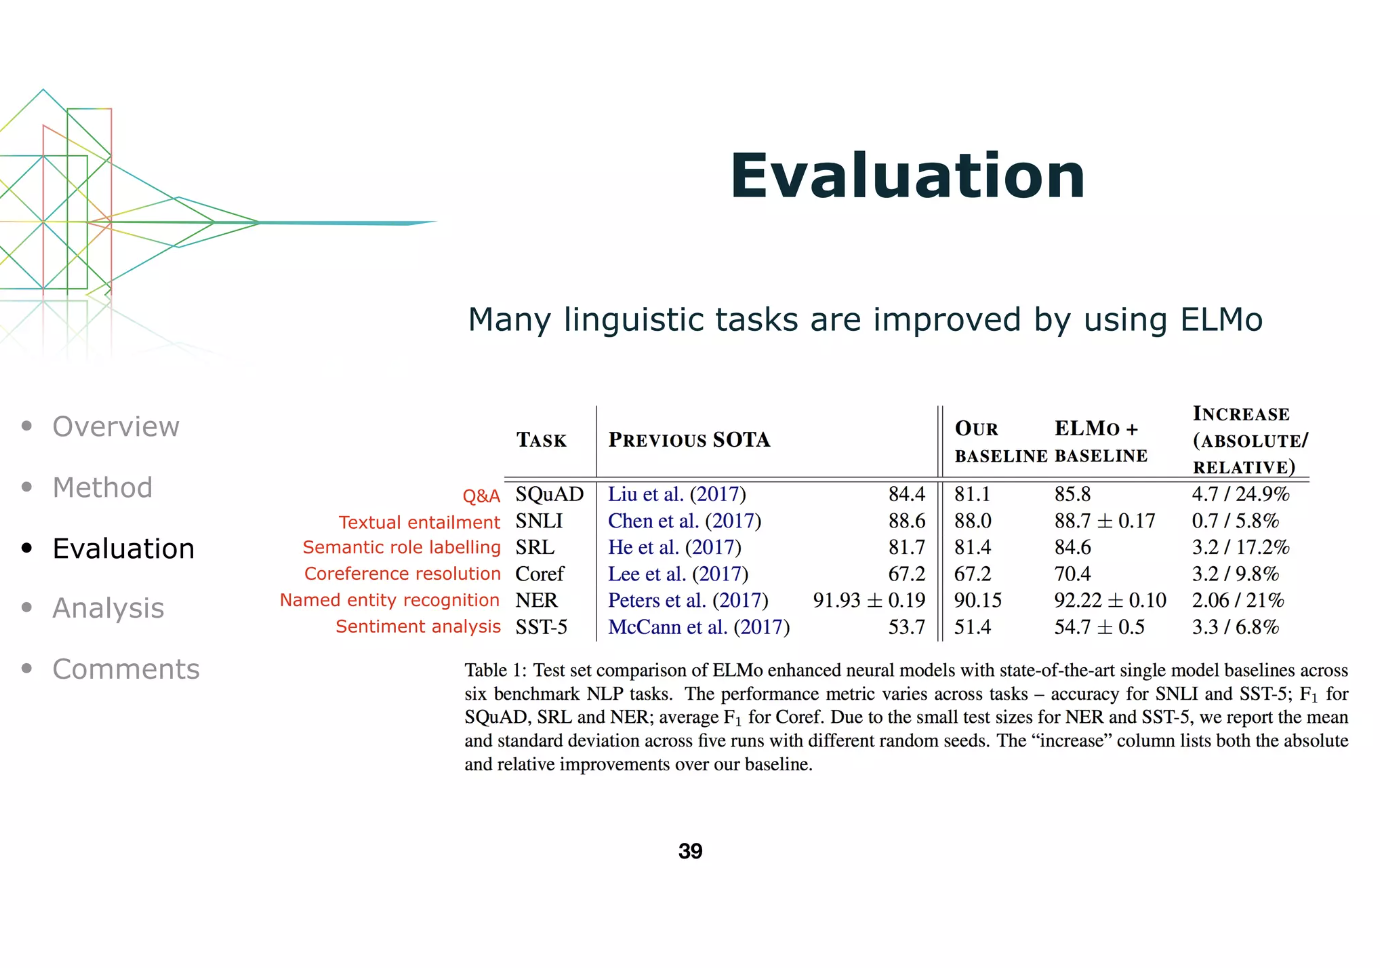 Evaluation
Many linguistic tasks are improved by using ELMo
• Overview
• Method
• Evaluation
• Analysis
• Comments
TASK PREVIOUS SOTA OUR BASELINE ELMO + BASELINE INCREASE (ABSOLUTE/ RELATIVE)
Q&A SQuAD Liu et al. (2017) 84.4 81.1 85.8 4.7 / 24.9%
Textual entailment SNLI Chen et al. (2017) 88.6 88.0 88.7 ± 0.17 0.7 / 5.8%
Semantic role labelling SRL He et al. (2017) 81.7 81.4 84.6 3.2 / 17.2%
Coreference resolution Coref Lee et al. (2017) 67.2 67.2 70.4 3.2 / 9.8%
Named entity recognition NER Peters et al. (2017) 91.93 ± 0.19 90.15 92.22 ± 0.10 2.06 / 21%
Sentiment analysis SST-5 McCann et al. (2017) 53.7 51.4 54.7 ± 0.5 3.3 / 6.8%
Table 1: Test set comparison of ELMo enhanced neural models with state-of-the-art single model baselines across
six benchmark NLP tasks. The performance metric varies across tasks – accuracy for SNLI and SST-5; F1 for
SQuAD, SRL and NER; average F1 for Coref. Due to the small test sizes for NER and SST-5, we report the mean
and standard deviation across five runs with different random seeds. The “increase” column lists both the absolute
and relative improvements over our baseline.
39